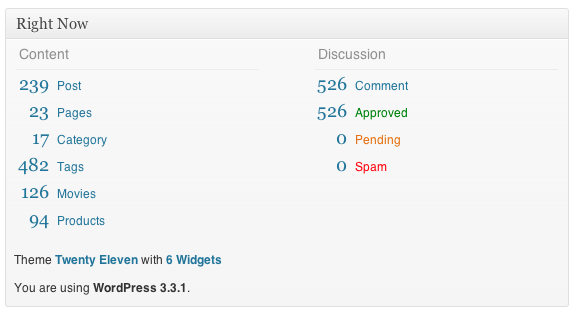 Right Now
Content
239 Post
23 Pages
17 Category
482 Tags
126 Movies
94 Products
Discussion
526 Comment
526 Approved
0 Pending
0 Spam
Theme Twenty Eleven with 6 Widgets
You are using WordPress 3.3.1.